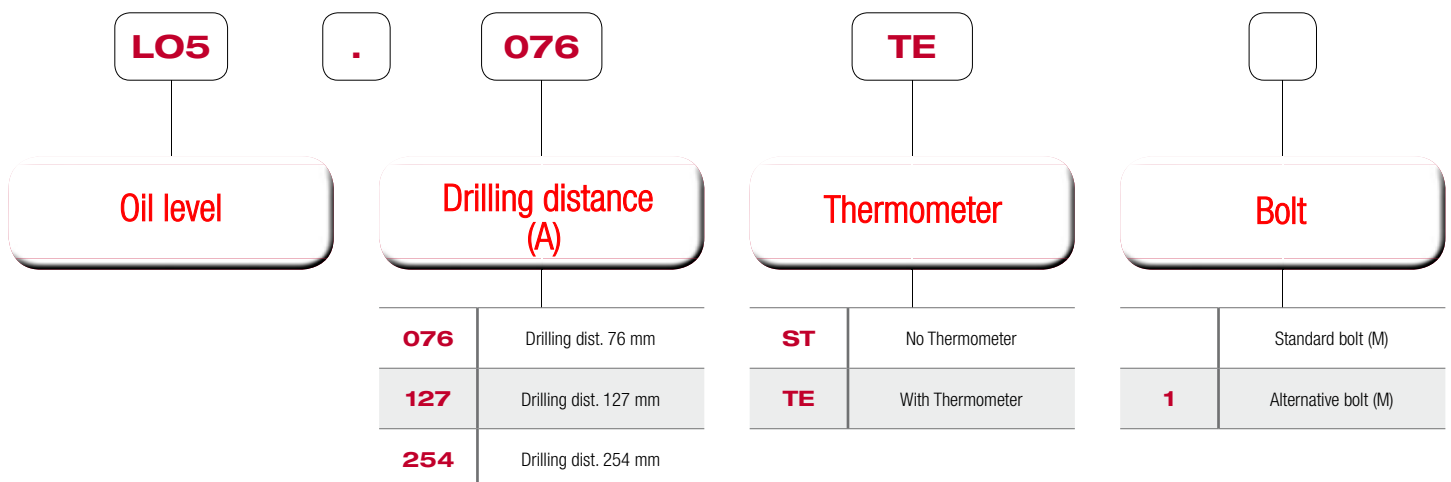 LO5 . 076 TE
Oil level
Drilling distance
(A)
Thermometer
Bolt
076 Drilling dist. 76 mm
127 Drilling dist. 127 mm
254 Drilling dist. 254 mm
ST No Thermometer
TE With Thermometer
Standard bolt (M)
1 Alternative bolt (M)